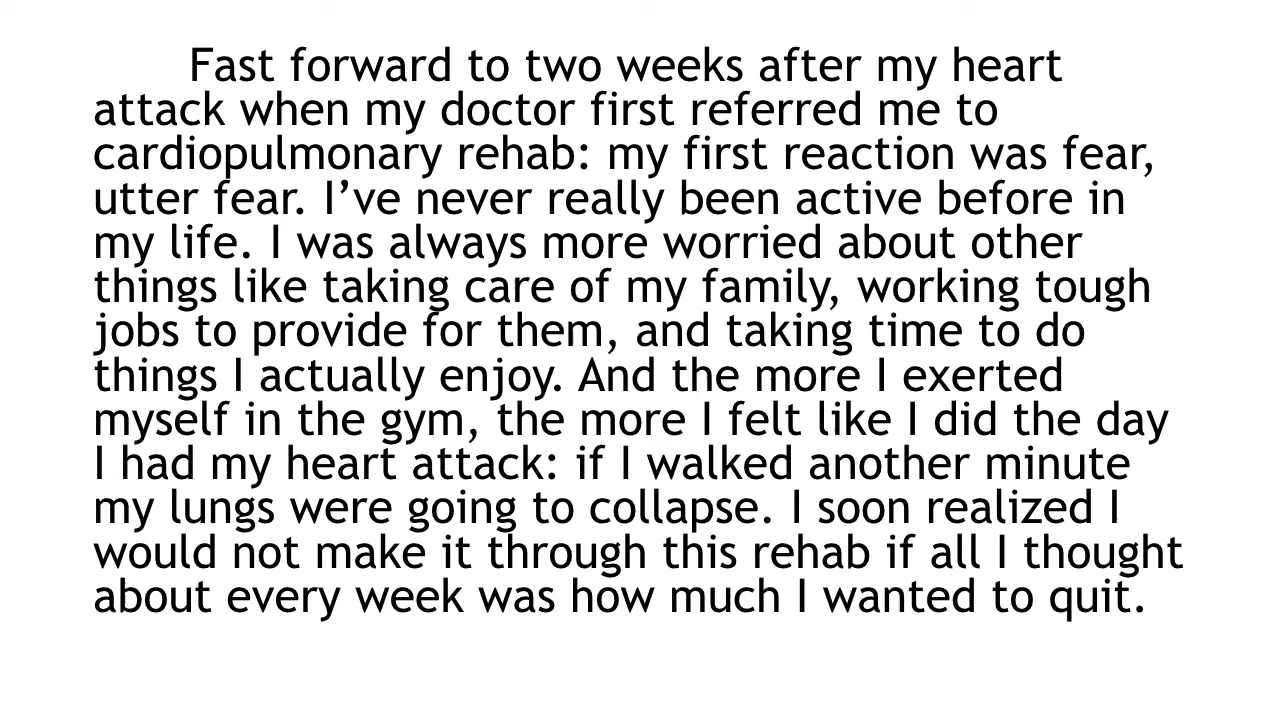 Fast forward to two weeks after my heart
attack when my doctor first referred me to
cardiopulmonary rehab: my first reaction was fear,
utter fear. I’ve never really been active before in
my life. I was always more worried about other
things like taking care of my family, working tough
jobs to provide for them, and taking time to do
things I actually enjoy. And the more I exerted
myself in the gym, the more I felt like I did the day
I had my heart attack: if I walked another minute
my lungs were going to collapse. I soon realized I
would not make it through this rehab if all I thought
about every week was how much I wanted to quit.